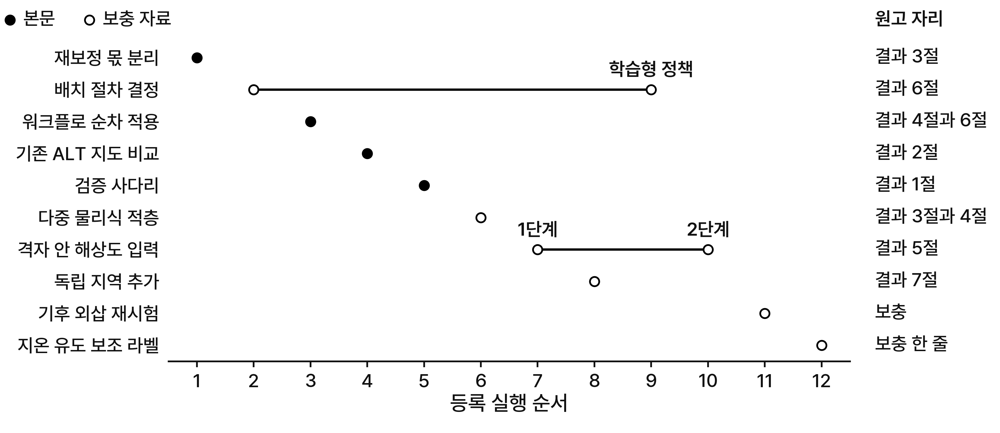 본문 보충 자료 원고 자리
재보정 몫 분리 결과 3절
학습형 정책
배치 절차 결정 결과 6절
워크플로 순차 적용 결과 4절과 6절
기존 ALT 지도 비교 결과 2절
검증 사다리 결과 1절
다중 물리식 적층 결과 3절과 4절
1단계 2단계
격자 안 해상도 입력 결과 5절
독립 지역 추가 결과 7절
기후 외삽 재시험 보충
지온 유도 보조 라벨 보충 한 줄
1 2 3 4 5 6 7 8 9 10 11 12
등록 실행 순서